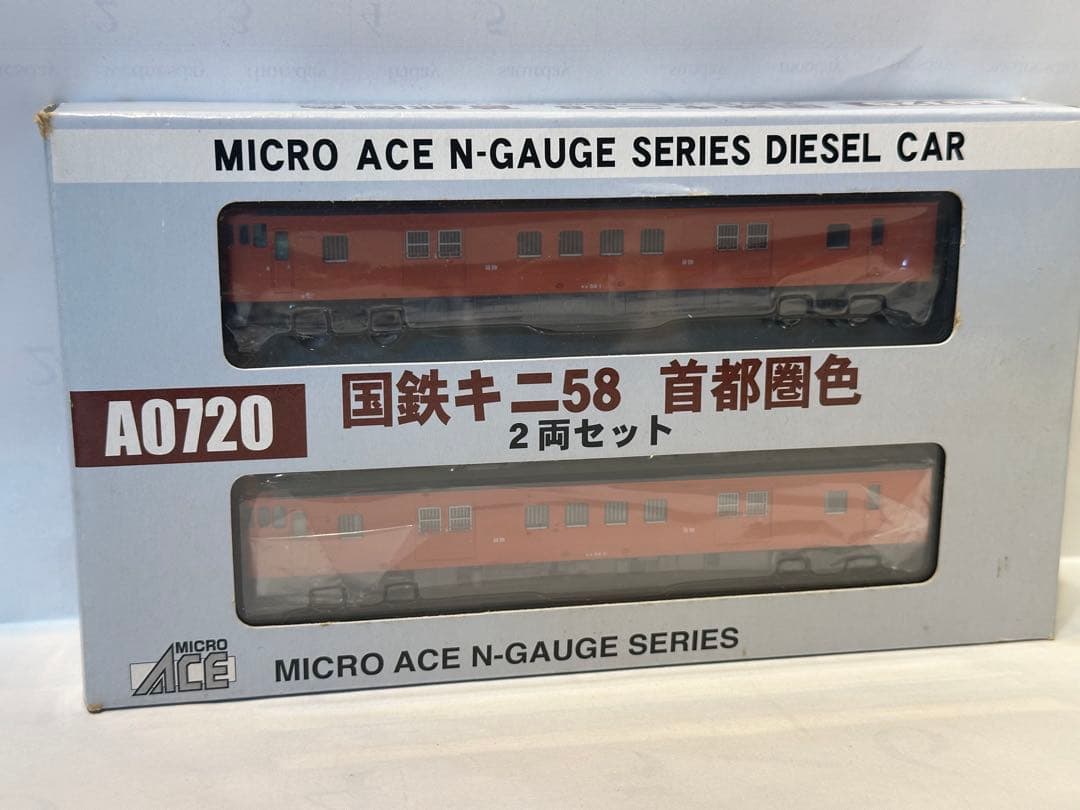 MICRO ACE N-GAUGE SERIES DIESEL CAR
A0720
国鉄キニ58 首都圏色
2両セット
MICRO
ACE
MICRO ACE N-GAUGE SERIES